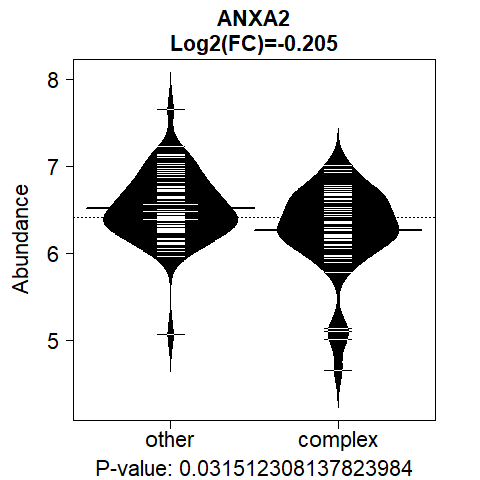 ANXA2
Log2(FC)=-0.205
8
7
6
5
Abundance
other complex
P-value: 0.031512308137823984